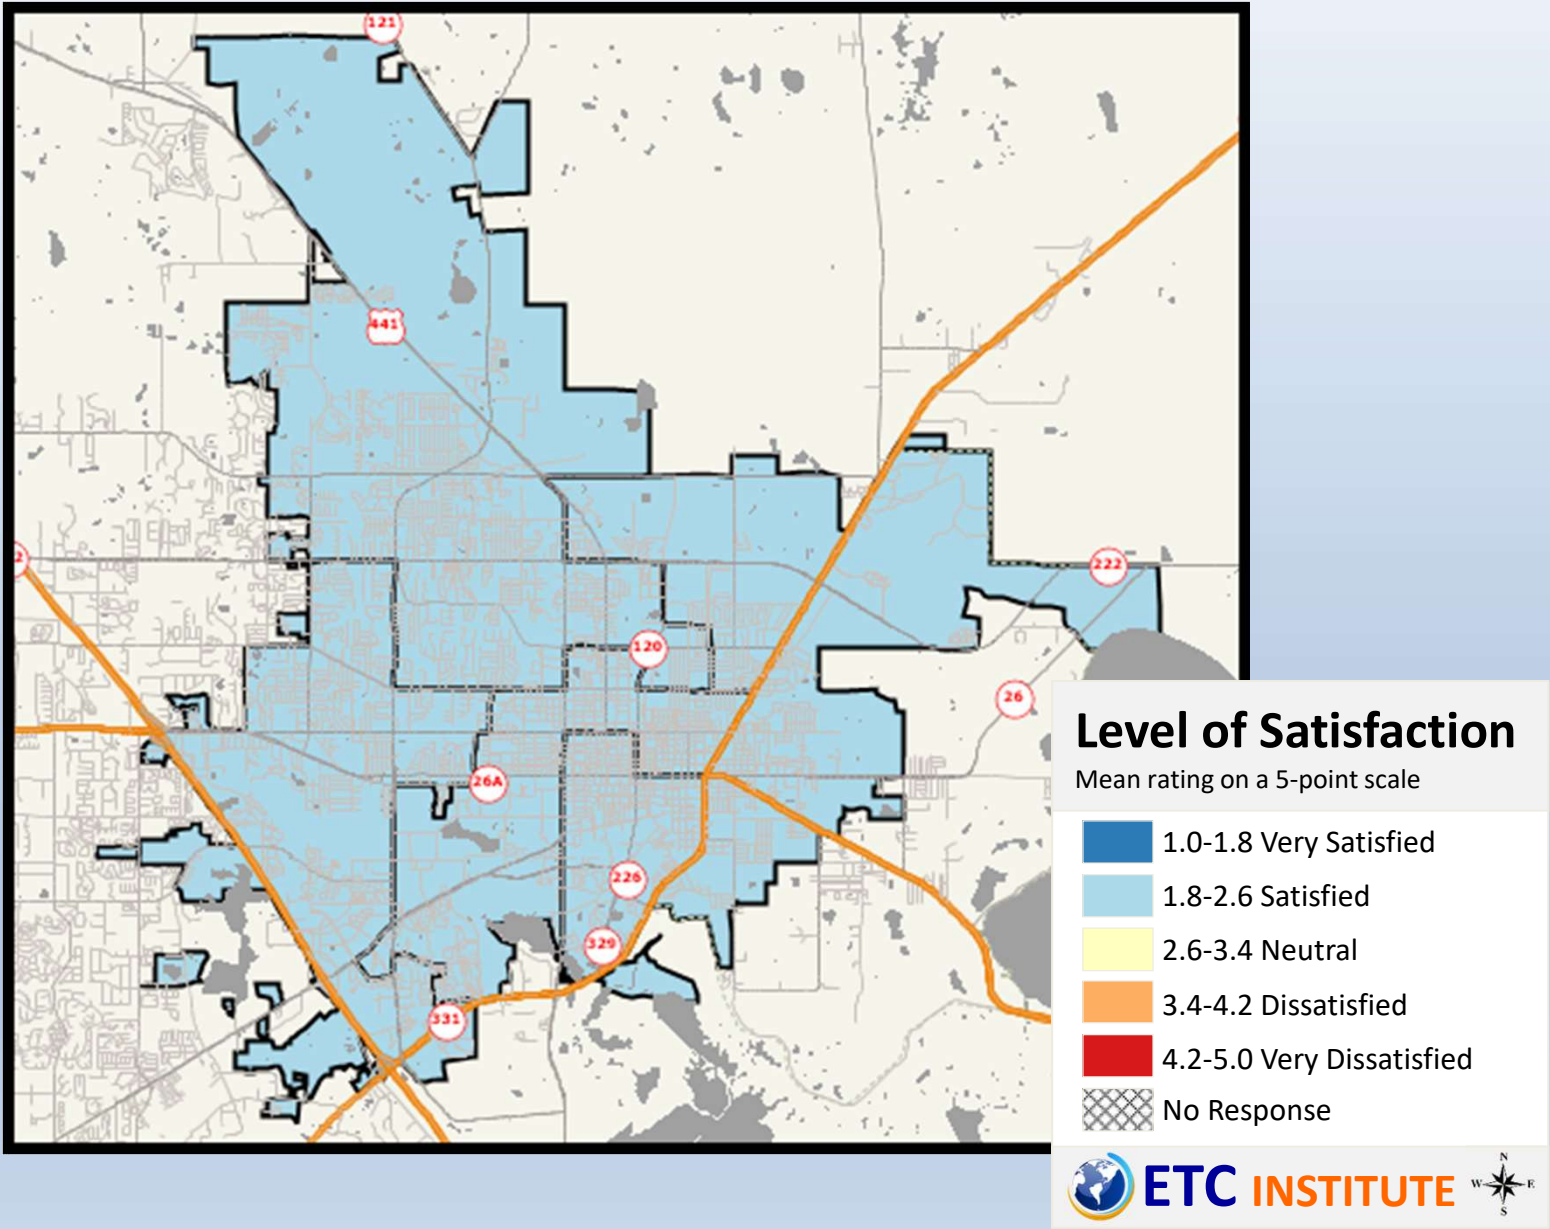 121
441
222
2
120
26
26A
226
329
331
Level of Satisfaction
Mean rating on a 5-point scale
1.0-1.8 Very Satisfied
1.8-2.6 Satisfied
2.6-3.4 Neutral
3.4-4.2 Dissatisfied
4.2-5.0 Very Dissatisfied
No Response
ETC INSTITUTE
N
W E
S